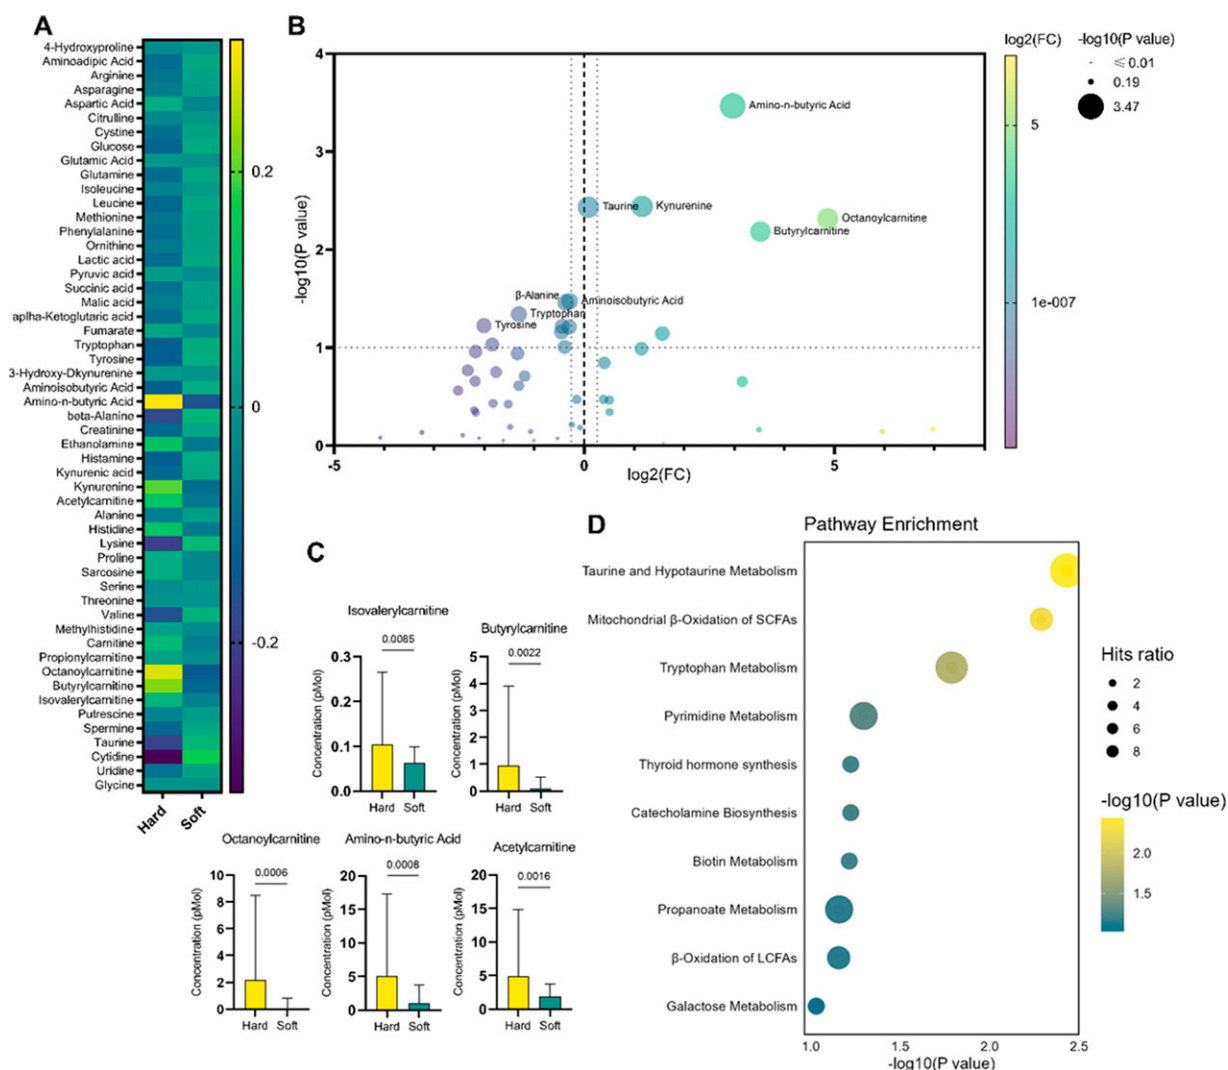 A
4-Hydroxyproline
Aminoadipic Acid
Arginine
Asparagine
Aspartic Acid
Citrulline
Cystine
Glucose
Glutamic Acid
Glutamine
Isoleucine
Leucine
Methionine
Phenylalanine
Ornithine
Lactic acid
Pyruvic acid
Succinic acid
Malic acid
aplha-Ketoglutaric acid
Fumarate
Tryptophan
Tyrosine
3-Hydroxy-Dkynurenine
Aminoisobutyric Acid
Amino-n-butyric Acid
beta-Alanine
Creatinine
Ethanolamine
Histamine
Kynurenic acid
Kynurenine
Acetylcarnitine
Alanine
Histidine
Lysine
Proline
Sarcosine
Serine
Threonine
Valine
Methylhistidine
Carnitine
Propionylcarnitine
Octanoylcarnitine
Butyrylcarnitine
Isovalerylcarnitine
Putrescine
Spermine
Taurine
Cytidine
Uridine
Glycine
Hard
Soft
0.2
0
-0.2
B
4
3
2
1
0
-log10(P value)
-5
0
5
log2(FC)
Amino-n-butyric Acid
Taurine
Kynurenine
Octanoylcarnitine
Butyrylcarnitine
β-Alanine
Aminoisobutyric Acid
Tryptophan
Tyrosine
log2(FC)
5
1e-007
-log10(P value)
⩽ 0.01
0.19
3.47
C
Isovalerylcarnitine
0.0085
Concentration (pMol)
0.3
0.2
0.1
0.0
Hard
Soft
Butyrylcarnitine
0.0022
Concentration (pMol)
5
4
3
2
1
0
Hard
Soft
Octanoylcarnitine
0.0006
Concentration (pMol)
10
8
6
4
2
0
Hard
Soft
Amino-n-butyric Acid
0.0008
Concentration (pMol)
20
15
10
5
0
Hard
Soft
Acetylcarnitine
0.0016
Concentration (pMol)
20
15
10
5
0
Hard
Soft
D
Pathway Enrichment
Taurine and Hypotaurine Metabolism
Mitochondrial β-Oxidation of SCFAs
Tryptophan Metabolism
Pyrimidine Metabolism
Thyroid hormone synthesis
Catecholamine Biosynthesis
Biotin Metabolism
Propanoate Metabolism
β-Oxidation of LCFAs
Galactose Metabolism
1.0
1.5
2.0
2.5
-log10(P value)
Hits ratio
2
4
6
8
-log10(P value)
2.0
1.5